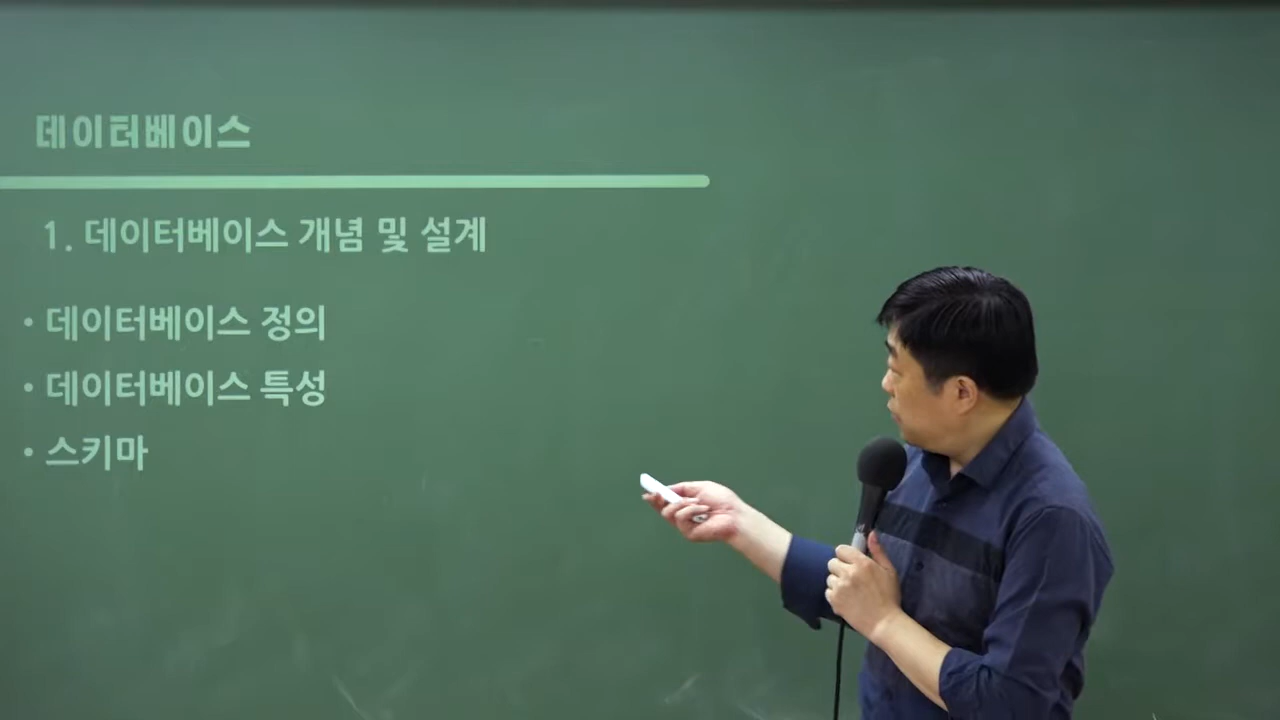 데이터베이스
1. 데이터베이스 개념 및 설계
• 데이터베이스 정의
• 데이터베이스 특성
• 스키마